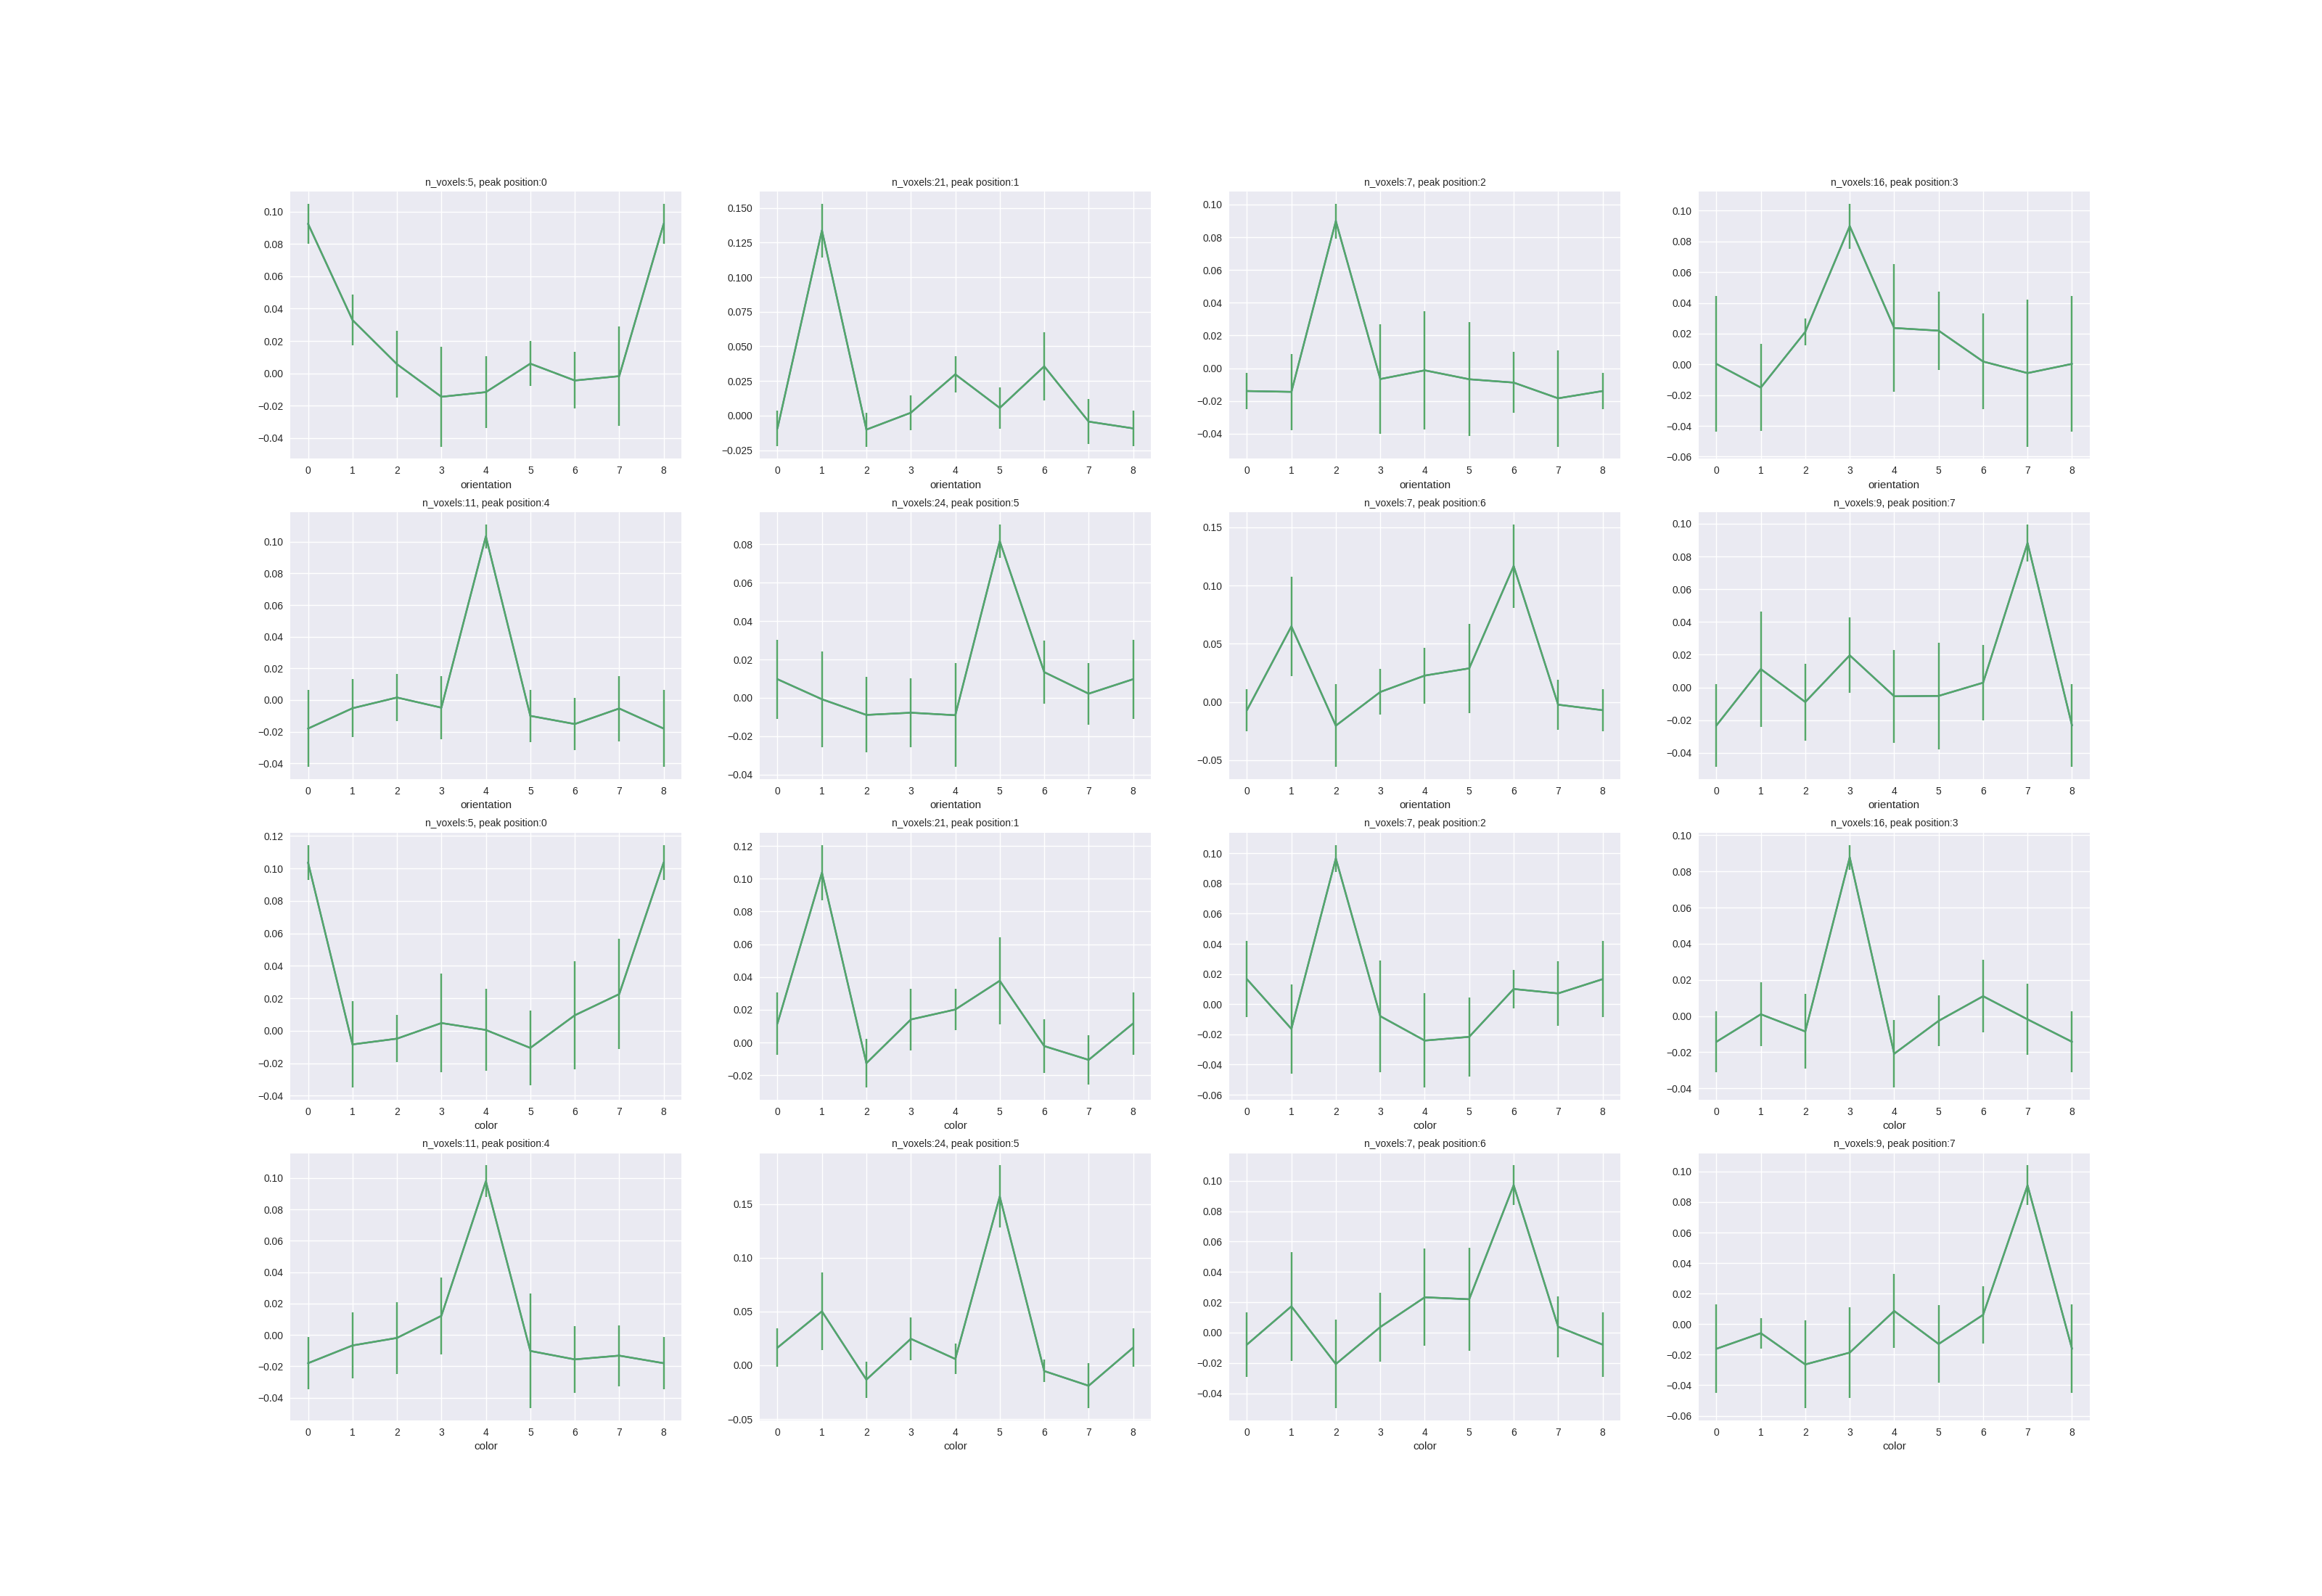 n_voxels:5, peak position:0
n_voxels:21, peak position:1
n_voxels:7, peak position:2
n_voxels:16, peak position:3
0.10
0.08
0.06
0.04
0.02
0.00
−0.02
−0.04
0 1 2 3 4 5 6 7 8
orientation
0.150
0.125
0.100
0.075
0.050
0.025
0.000
−0.025
0 1 2 3 4 5 6 7 8
orientation
0.10
0.08
0.06
0.04
0.02
0.00
−0.02
−0.04
0 1 2 3 4 5 6 7 8
orientation
0.10
0.08
0.06
0.04
0.02
0.00
−0.02
−0.04
−0.06
0 1 2 3 4 5 6 7 8
orientation
n_voxels:11, peak position:4
n_voxels:24, peak position:5
n_voxels:7, peak position:6
n_voxels:9, peak position:7
0.10
0.08
0.06
0.04
0.02
0.00
−0.02
−0.04
0 1 2 3 4 5 6 7 8
orientation
0.08
0.06
0.04
0.02
0.00
−0.02
−0.04
0 1 2 3 4 5 6 7 8
orientation
0.15
0.10
0.05
0.00
−0.05
0 1 2 3 4 5 6 7 8
orientation
0.10
0.08
0.06
0.04
0.02
0.00
−0.02
−0.04
0 1 2 3 4 5 6 7 8
orientation
n_voxels:5, peak position:0
n_voxels:21, peak position:1
n_voxels:7, peak position:2
n_voxels:16, peak position:3
0.12
0.10
0.08
0.06
0.04
0.02
0.00
−0.02
−0.04
0 1 2 3 4 5 6 7 8
color
0.12
0.10
0.08
0.06
0.04
0.02
0.00
−0.02
0 1 2 3 4 5 6 7 8
color
0.10
0.08
0.06
0.04
0.02
0.00
−0.02
−0.04
−0.06
0 1 2 3 4 5 6 7 8
color
0.10
0.08
0.06
0.04
0.02
0.00
−0.02
−0.04
0 1 2 3 4 5 6 7 8
color
n_voxels:11, peak position:4
n_voxels:24, peak position:5
n_voxels:7, peak position:6
n_voxels:9, peak position:7
0.10
0.08
0.06
0.04
0.02
0.00
−0.02
−0.04
0 1 2 3 4 5 6 7 8
color
0.15
0.10
0.05
0.00
−0.05
0 1 2 3 4 5 6 7 8
color
0.10
0.08
0.06
0.04
0.02
0.00
−0.02
−0.04
0 1 2 3 4 5 6 7 8
color
0.10
0.08
0.06
0.04
0.02
0.00
−0.02
−0.04
−0.06
0 1 2 3 4 5 6 7 8
color